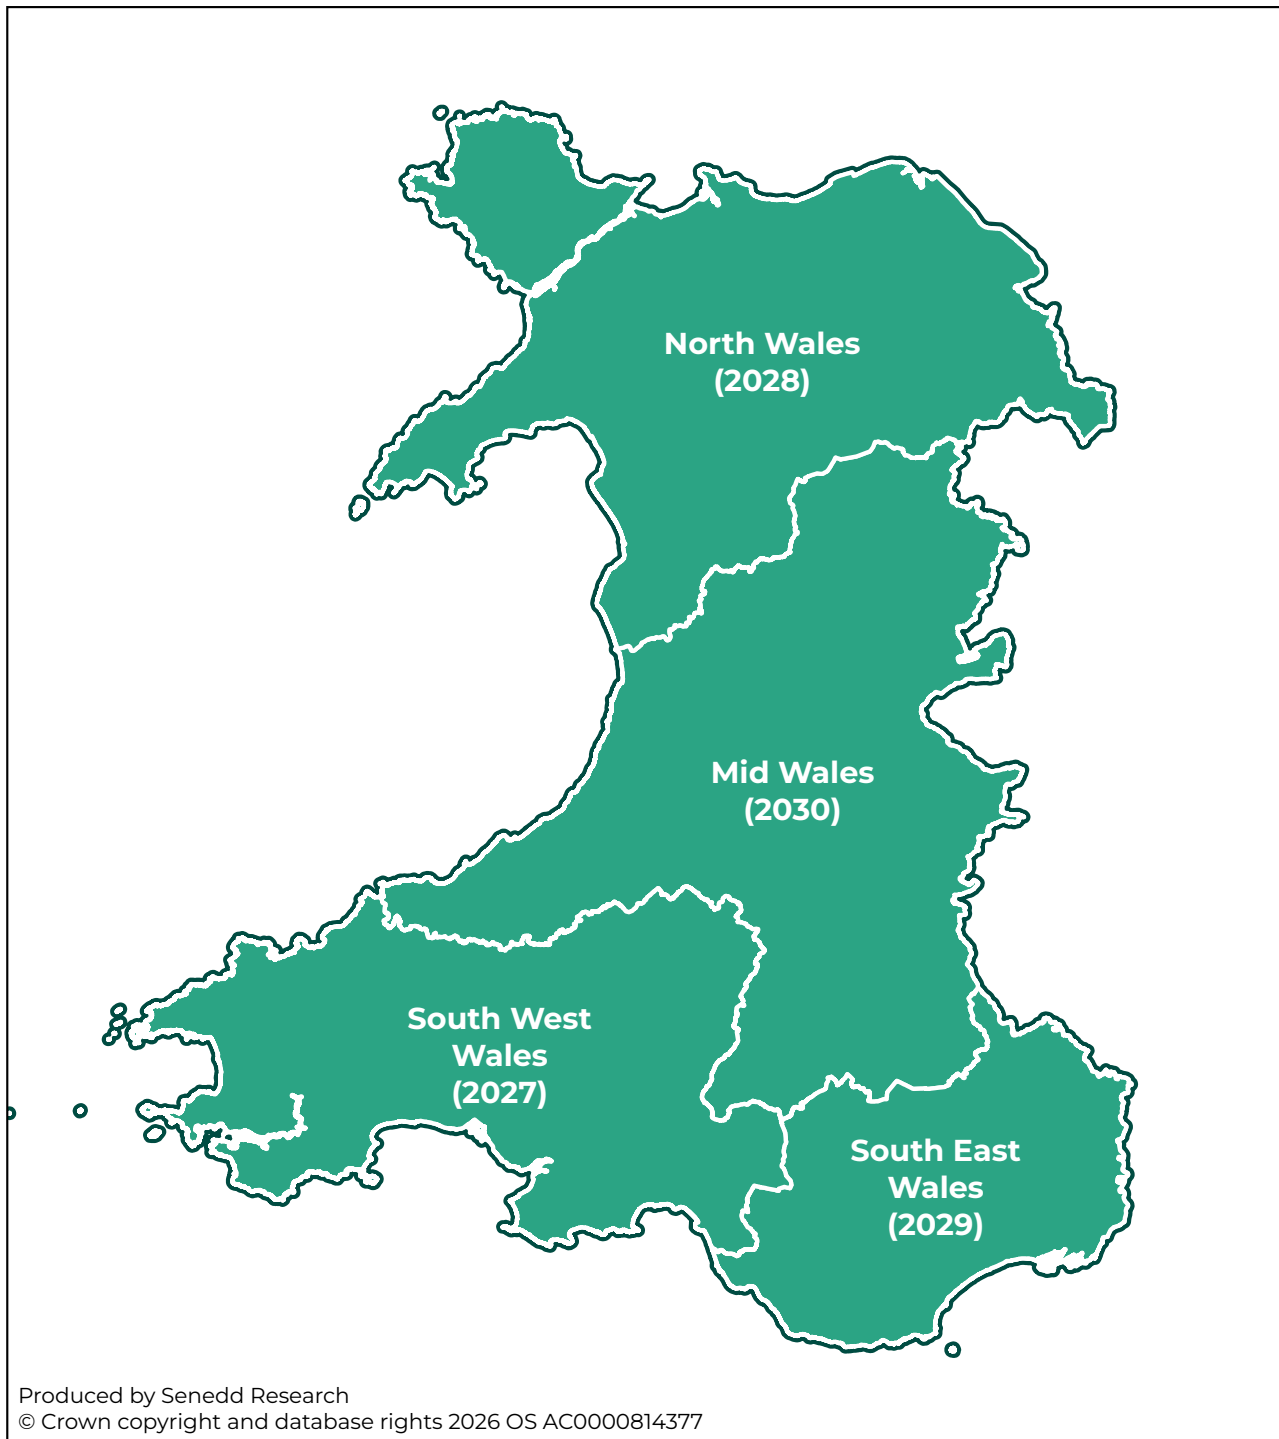 North Wales
(2028)
Mid Wales
(2030)
South West
Wales
(2027)
South East
Wales
(2029)
Produced by Senedd Research
© Crown copyright and database rights 2026 OS AC0000814377